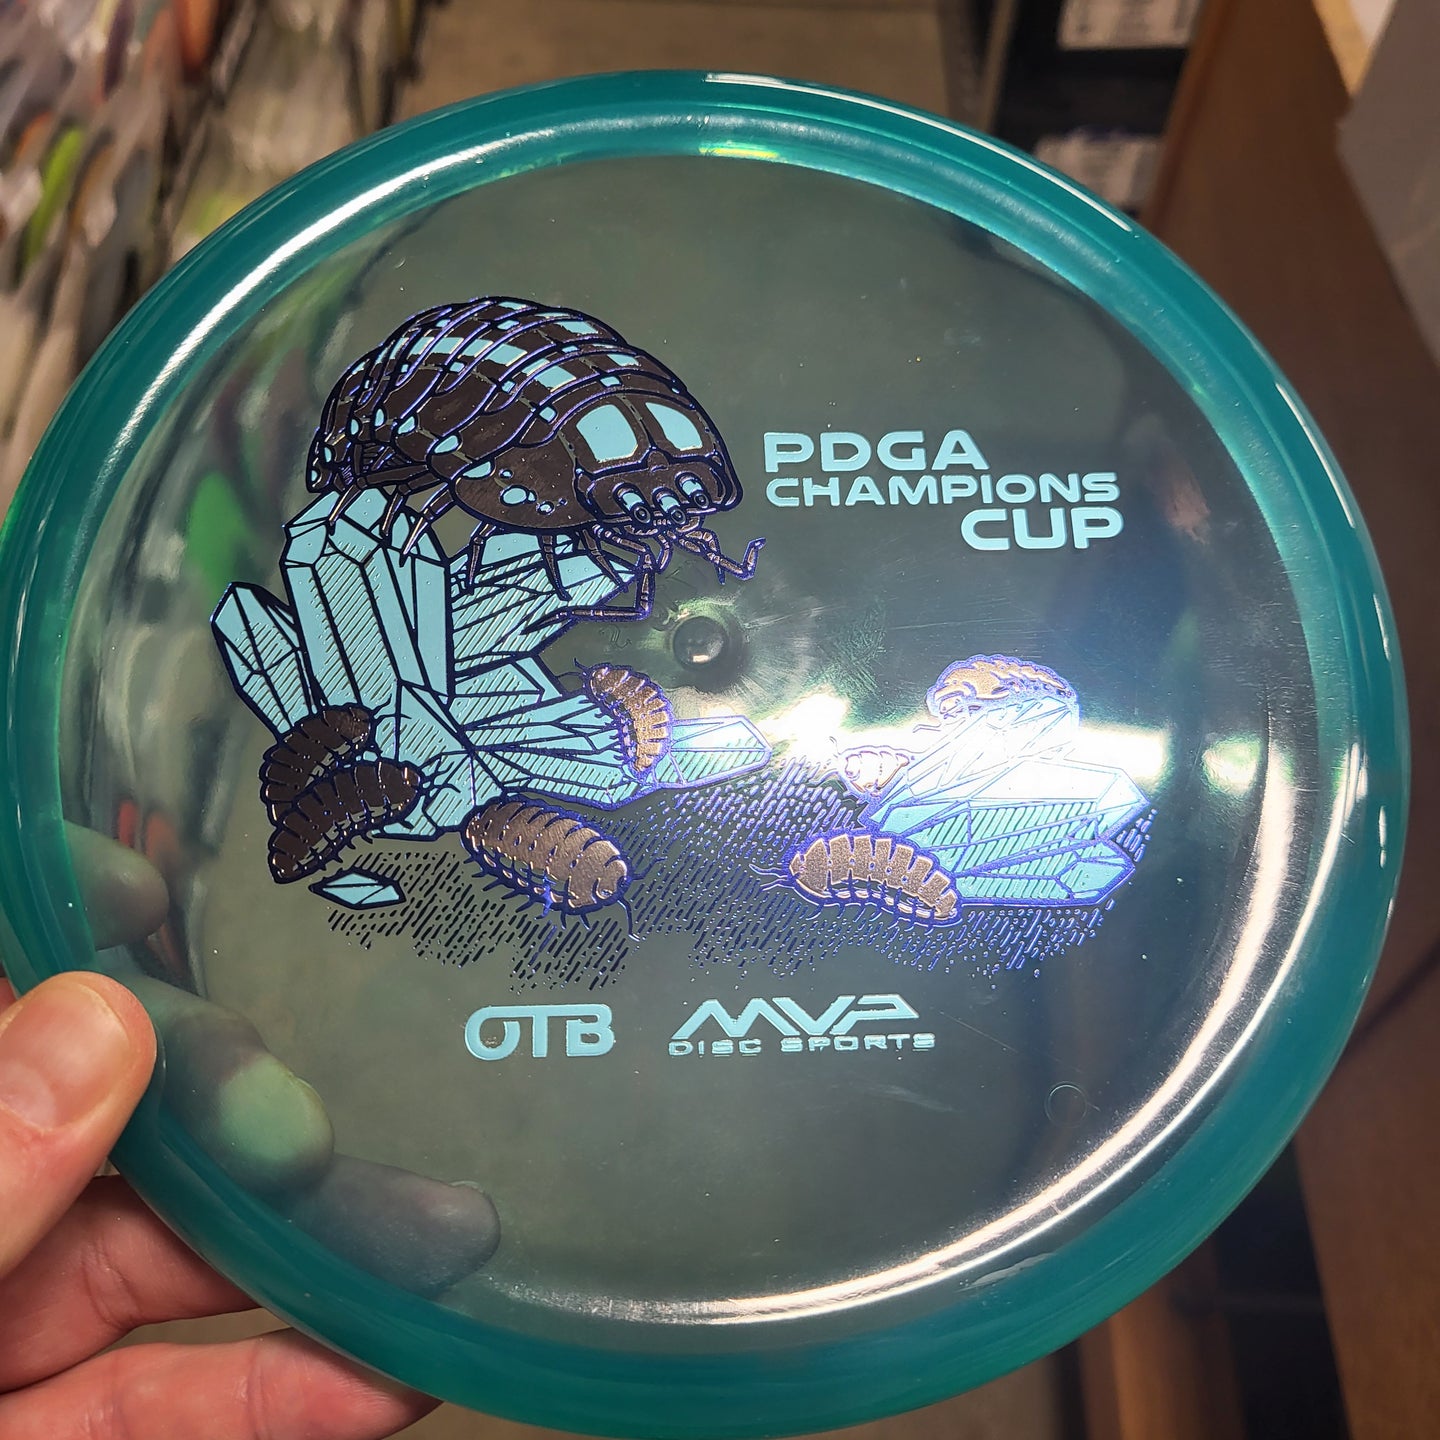 PDGA
CHAMPIONS
CUP
OTB
MVP
DISC SPORTS